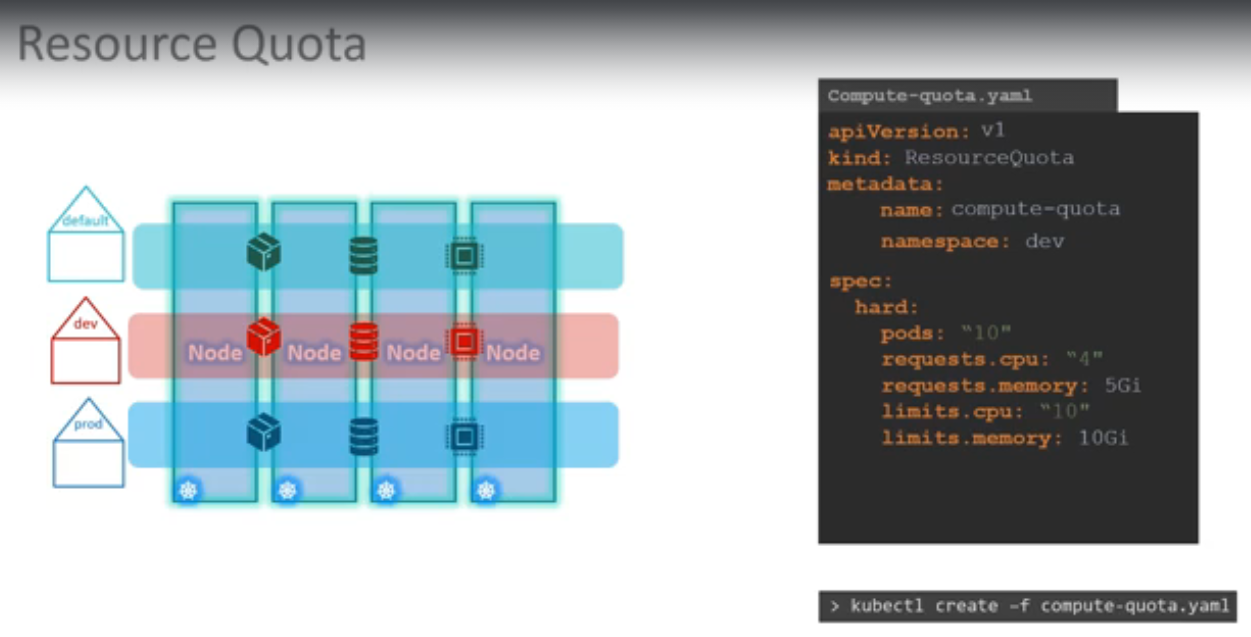 Resource Quota
default
dev
prod
Node Node Node Node
Compute-quota.yaml
apiVersion: v1
kind: ResourceQuota
metadata:
name: compute-quota
namespace: dev
spec:
hard:
pods: “10"
requests.cpu: “4"
requests.memory: 5Gi
limits.cpu: “10"
limits.memory: 10Gi
> kubectl create –f compute-quota.yaml